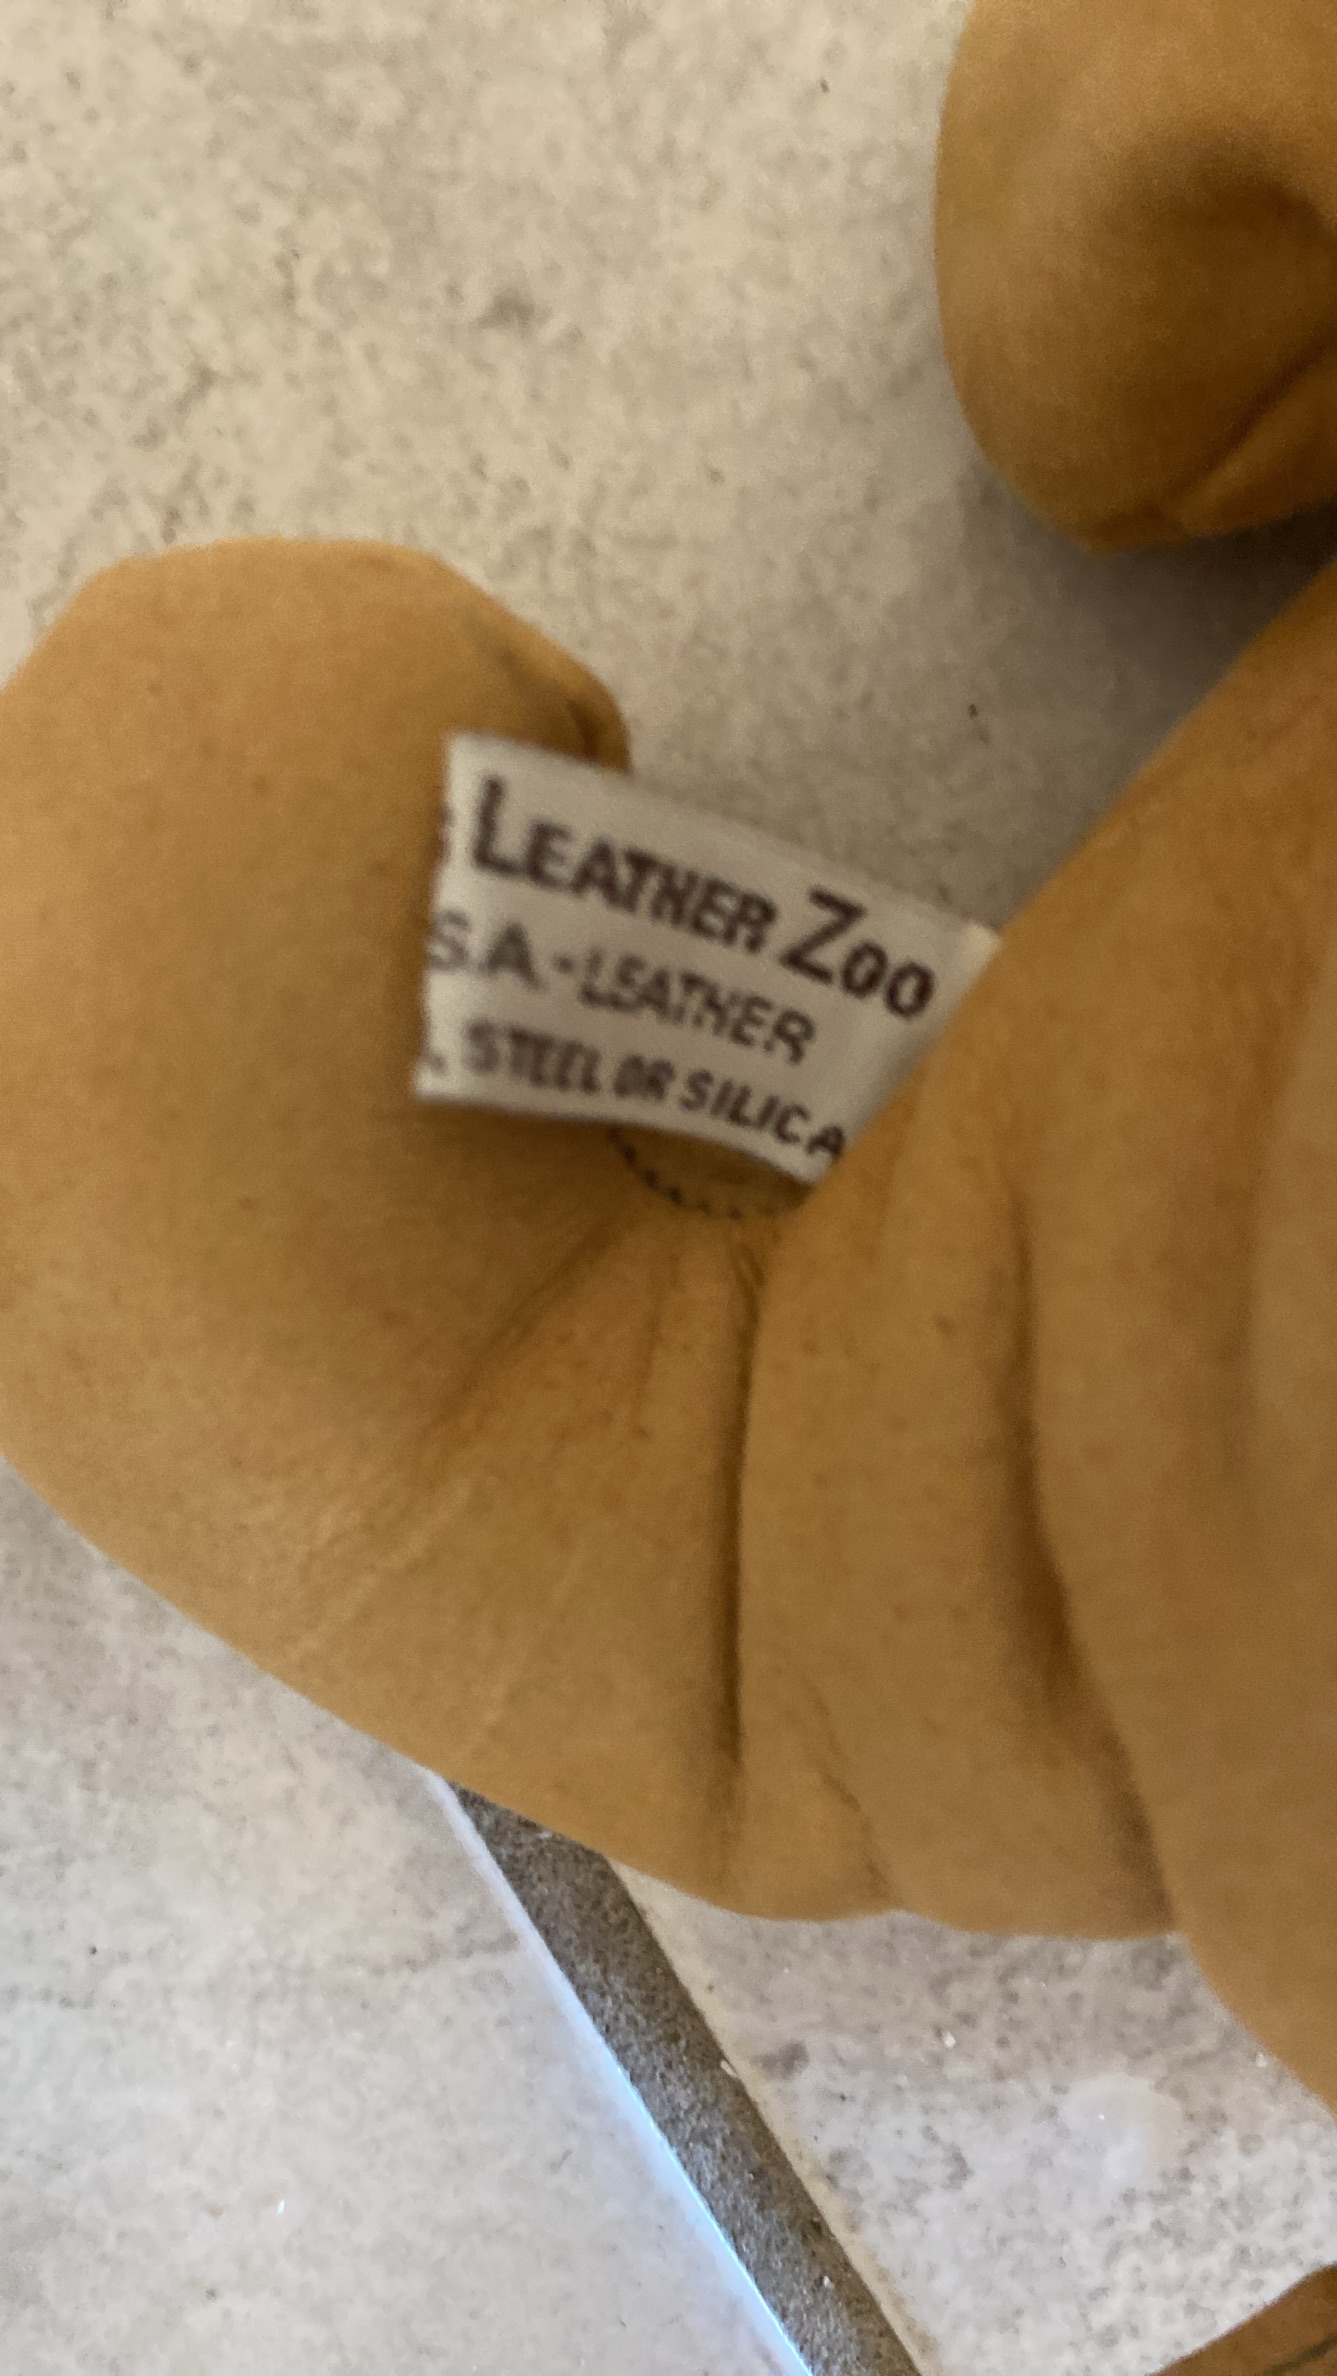 LEATHER ZOO
S.A. - LEATHER
STEEL OR SILICA